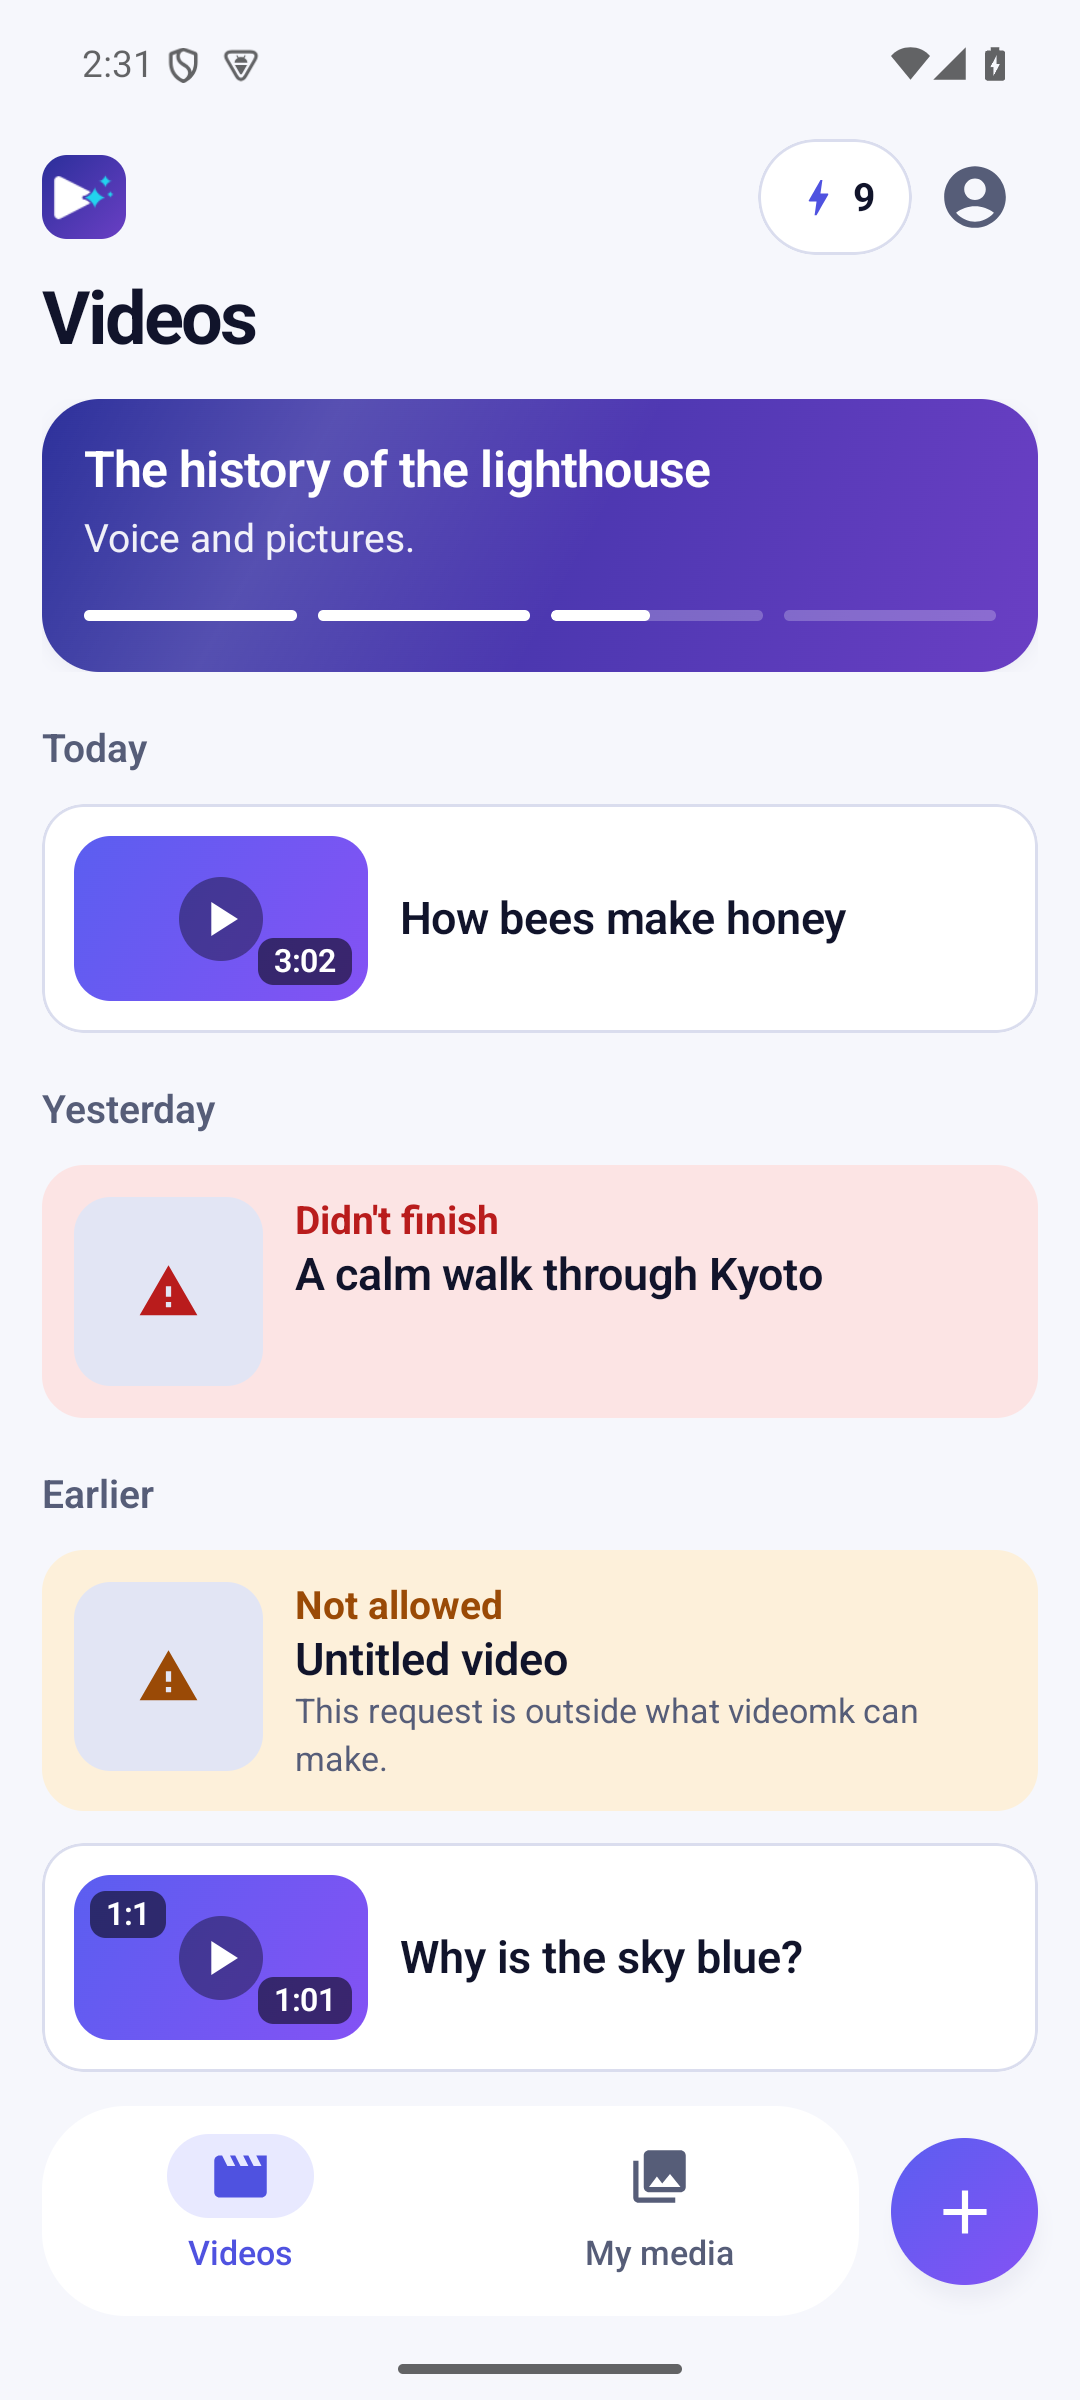 2:31
9
Videos
The history of the lighthouse
Voice and pictures.
Today
3:02
How bees make honey
Yesterday
Didn't finish
A calm walk through Kyoto
Earlier
Not allowed
Untitled video
This request is outside what videomk can
make.
1:1
1:01
Why is the sky blue?
Videos
My media